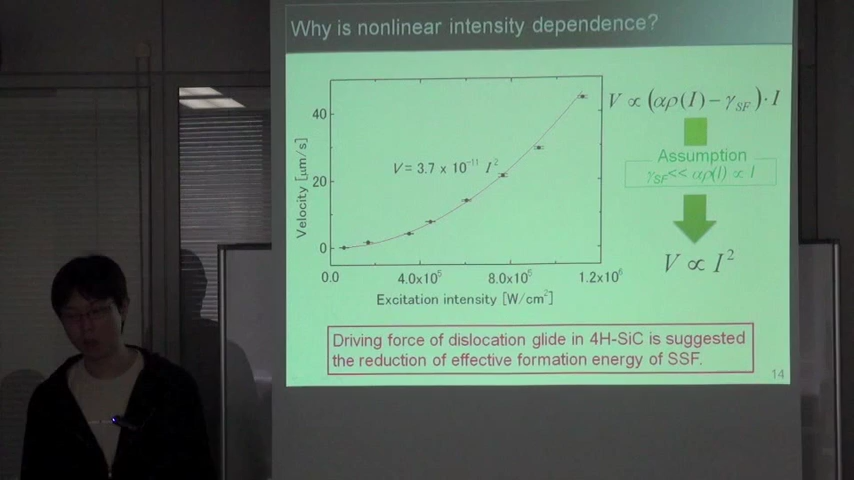 Why is nonlinear intensity dependence?
Velocity [μm/s]
40
20
0
V = 3.7 x 10⁻¹¹ I²
0.0
4.0x10⁵
8.0x10⁵
1.2x10⁶
Excitation intensity [W/cm²]
V ∝ (αρ(I) − γSF)·I
Assumption
γSF<< αρ(I) ∝ I
V ∝ I²
Driving force of dislocation glide in 4H-SiC is suggested
the reduction of effective formation energy of SSF.
14